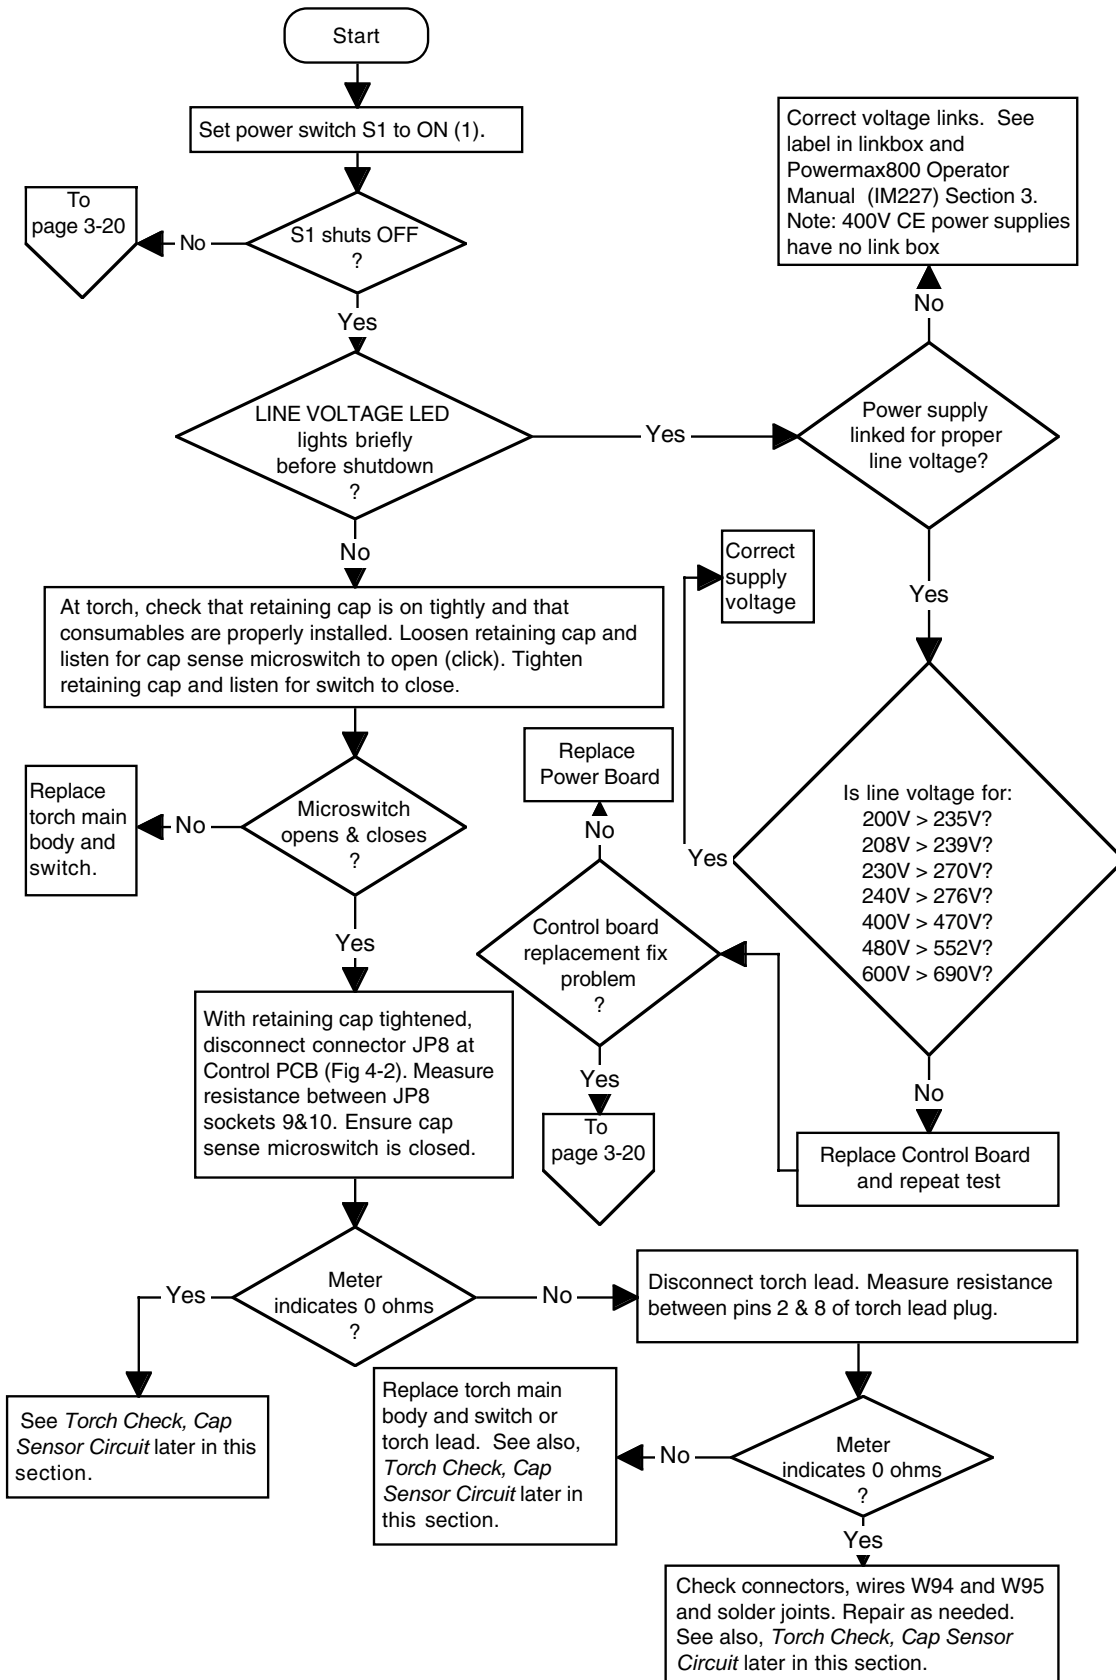 Start
Set power switch S1 to ON (1).
To
page 3-20
No
S1 shuts OFF
?
Yes
LINE VOLTAGE LED
lights briefly
before shutdown
?
Yes
Power supply
linked for proper
line voltage?
No
Correct voltage links. See
label in linkbox and
Powermax800 Operator
Manual (IM227) Section 3.
Note: 400V CE power supplies
have no link box
Yes
Is line voltage for:
200V > 235V?
208V > 239V?
230V > 270V?
240V > 276V?
400V > 470V?
480V > 552V?
600V > 690V?
Yes
Correct
supply
voltage
No
Replace Control Board
and repeat test
Control board
replacement fix
problem
?
No
Replace
Power Board
Yes
To
page 3-20
No
At torch, check that retaining cap is on tightly and that
consumables are properly installed. Loosen retaining cap and
listen for cap sense microswitch to open (click). Tighten
retaining cap and listen for switch to close.
Microswitch
opens & closes
?
No
Replace
torch main
body and
switch.
Yes
With retaining cap tightened,
disconnect connector JP8 at
Control PCB (Fig 4-2). Measure
resistance between JP8
sockets 9&10. Ensure cap
sense microswitch is closed.
Meter
indicates 0 ohms
?
Yes
See Torch Check, Cap
Sensor Circuit later in this
section.
No
Disconnect torch lead. Measure resistance
between pins 2 & 8 of torch lead plug.
Meter
indicates 0 ohms
?
No
Replace torch main
body and switch or
torch lead. See also,
Torch Check, Cap
Sensor Circuit later in
this section.
Yes
Check connectors, wires W94 and W95
and solder joints. Repair as needed.
See also, Torch Check, Cap Sensor
Circuit later in this section.